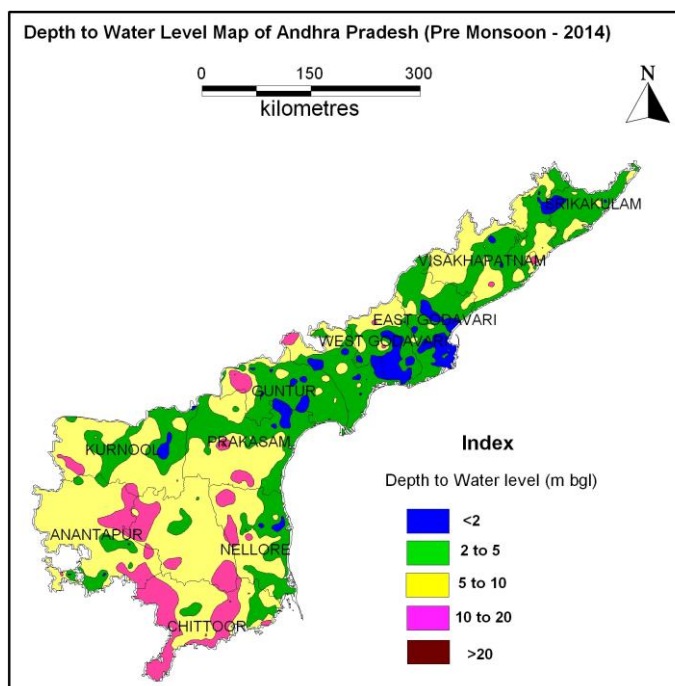 Depth to Water Level Map of Andhra Pradesh (Pre Monsoon - 2014)
0 150 300
kilometres
N
SRIKAKULAM
VISAKHAPATNAM
EAST GODAVARI
WEST GODAVARI
GUNTUR
PRAKASAM
KURNOOL
ANANTAPUR
NELLORE
CHITTOOR
Index
Depth to Water level (m bgl)
<2
2 to 5
5 to 10
10 to 20
>20